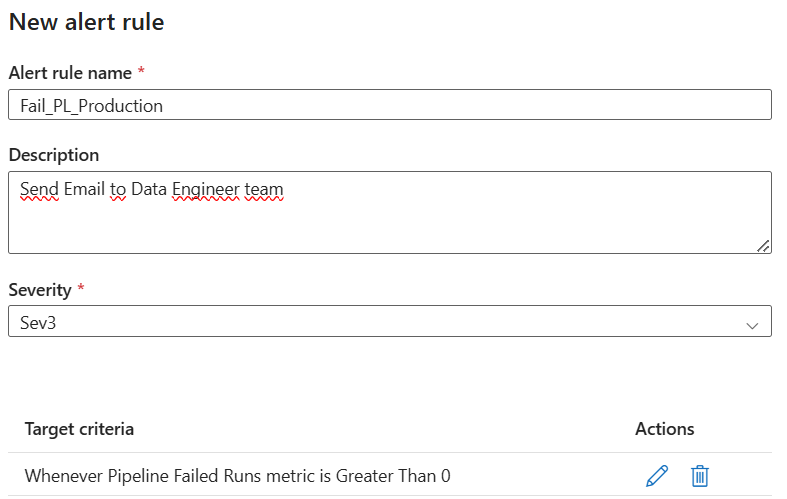 New alert rule
Alert rule name *
Fail_PL_Production
Description
Send Email to Data Engineer team
Severity *
Sev3
Target criteria Actions
Whenever Pipeline Failed Runs metric is Greater Than 0